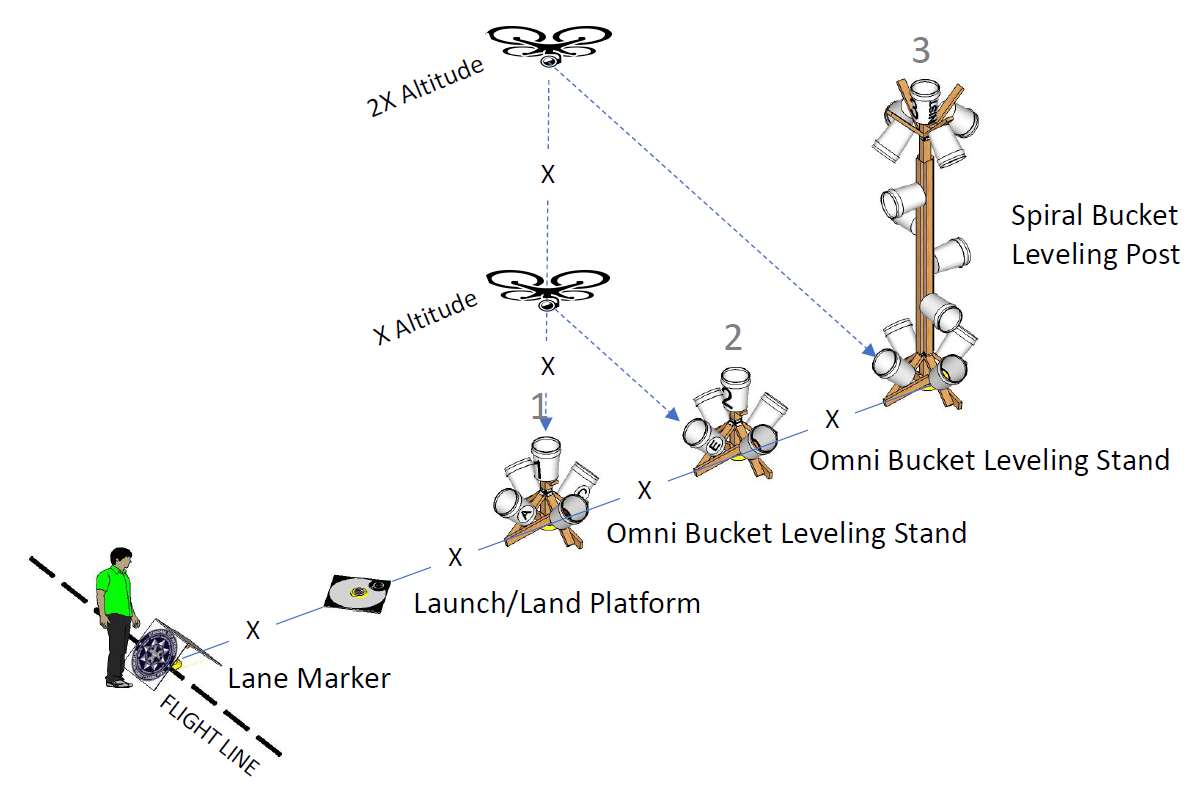 3
2X Altitude
X
Spiral Bucket
Leveling Post
X Altitude
2
X
1
X
Omni Bucket Leveling Stand
E
X
A
Omni Bucket Leveling Stand
X
Launch/Land Platform
X
Lane Marker
FLIGHT LINE